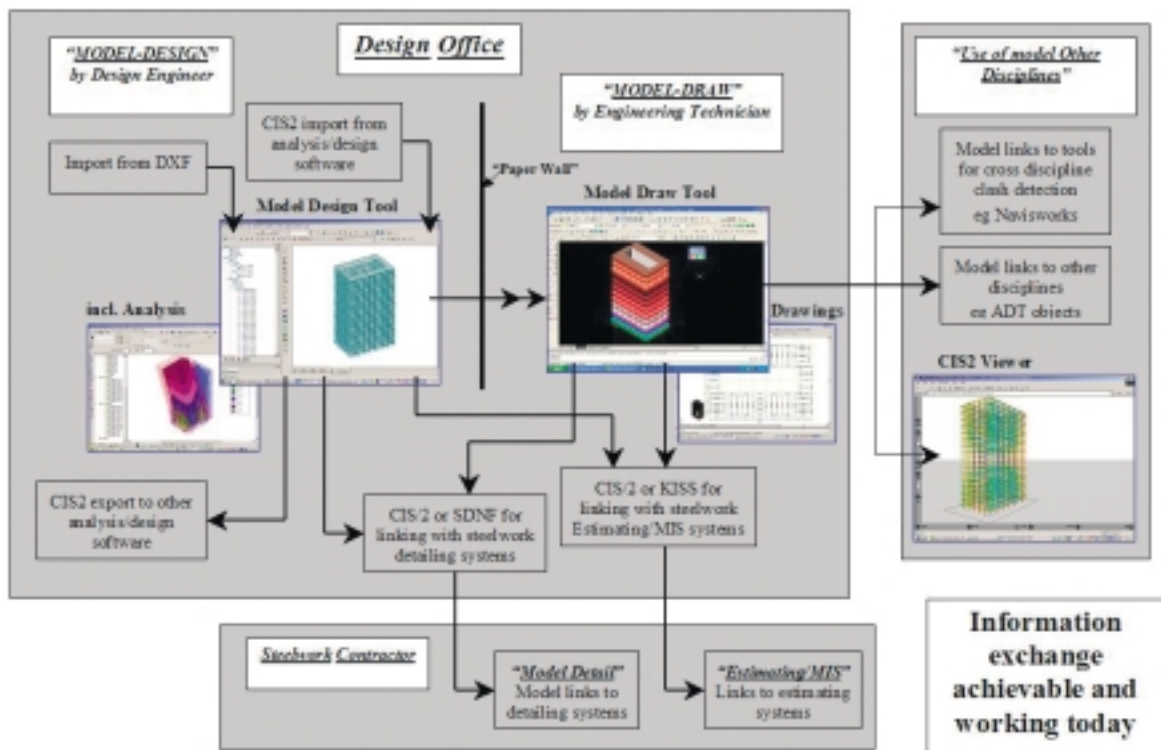 Design Office
"MODEL-DESIGN"
by Design Engineer
"MODEL-DRAW"
by Engineering Technician
"Use of model Other
Disciplines"
CIS2 import from
analysis/design
software
Import from DXF
"Paper Wall"
Model Design Tool
Model Draw Tool
Model links to tools
for cross discipline
clash detection
eg Navisworks
Model links to other
disciplines
eg ADT objects
incl. Analysis
Drawings
CIS2 Viewer
CIS2 export to other
analysis/design
software
CIS/2 or SDNF for
linking with steelwork
detailing systems
CIS/2 or KISS for
linking with steelwork
Estimating/MIS systems
Steelwork Contractor
"Model Detail"
Model links to
detailing systems
"Estimating/MIS"
Links to estimating
systems
Information
exchange
achievable and
working today